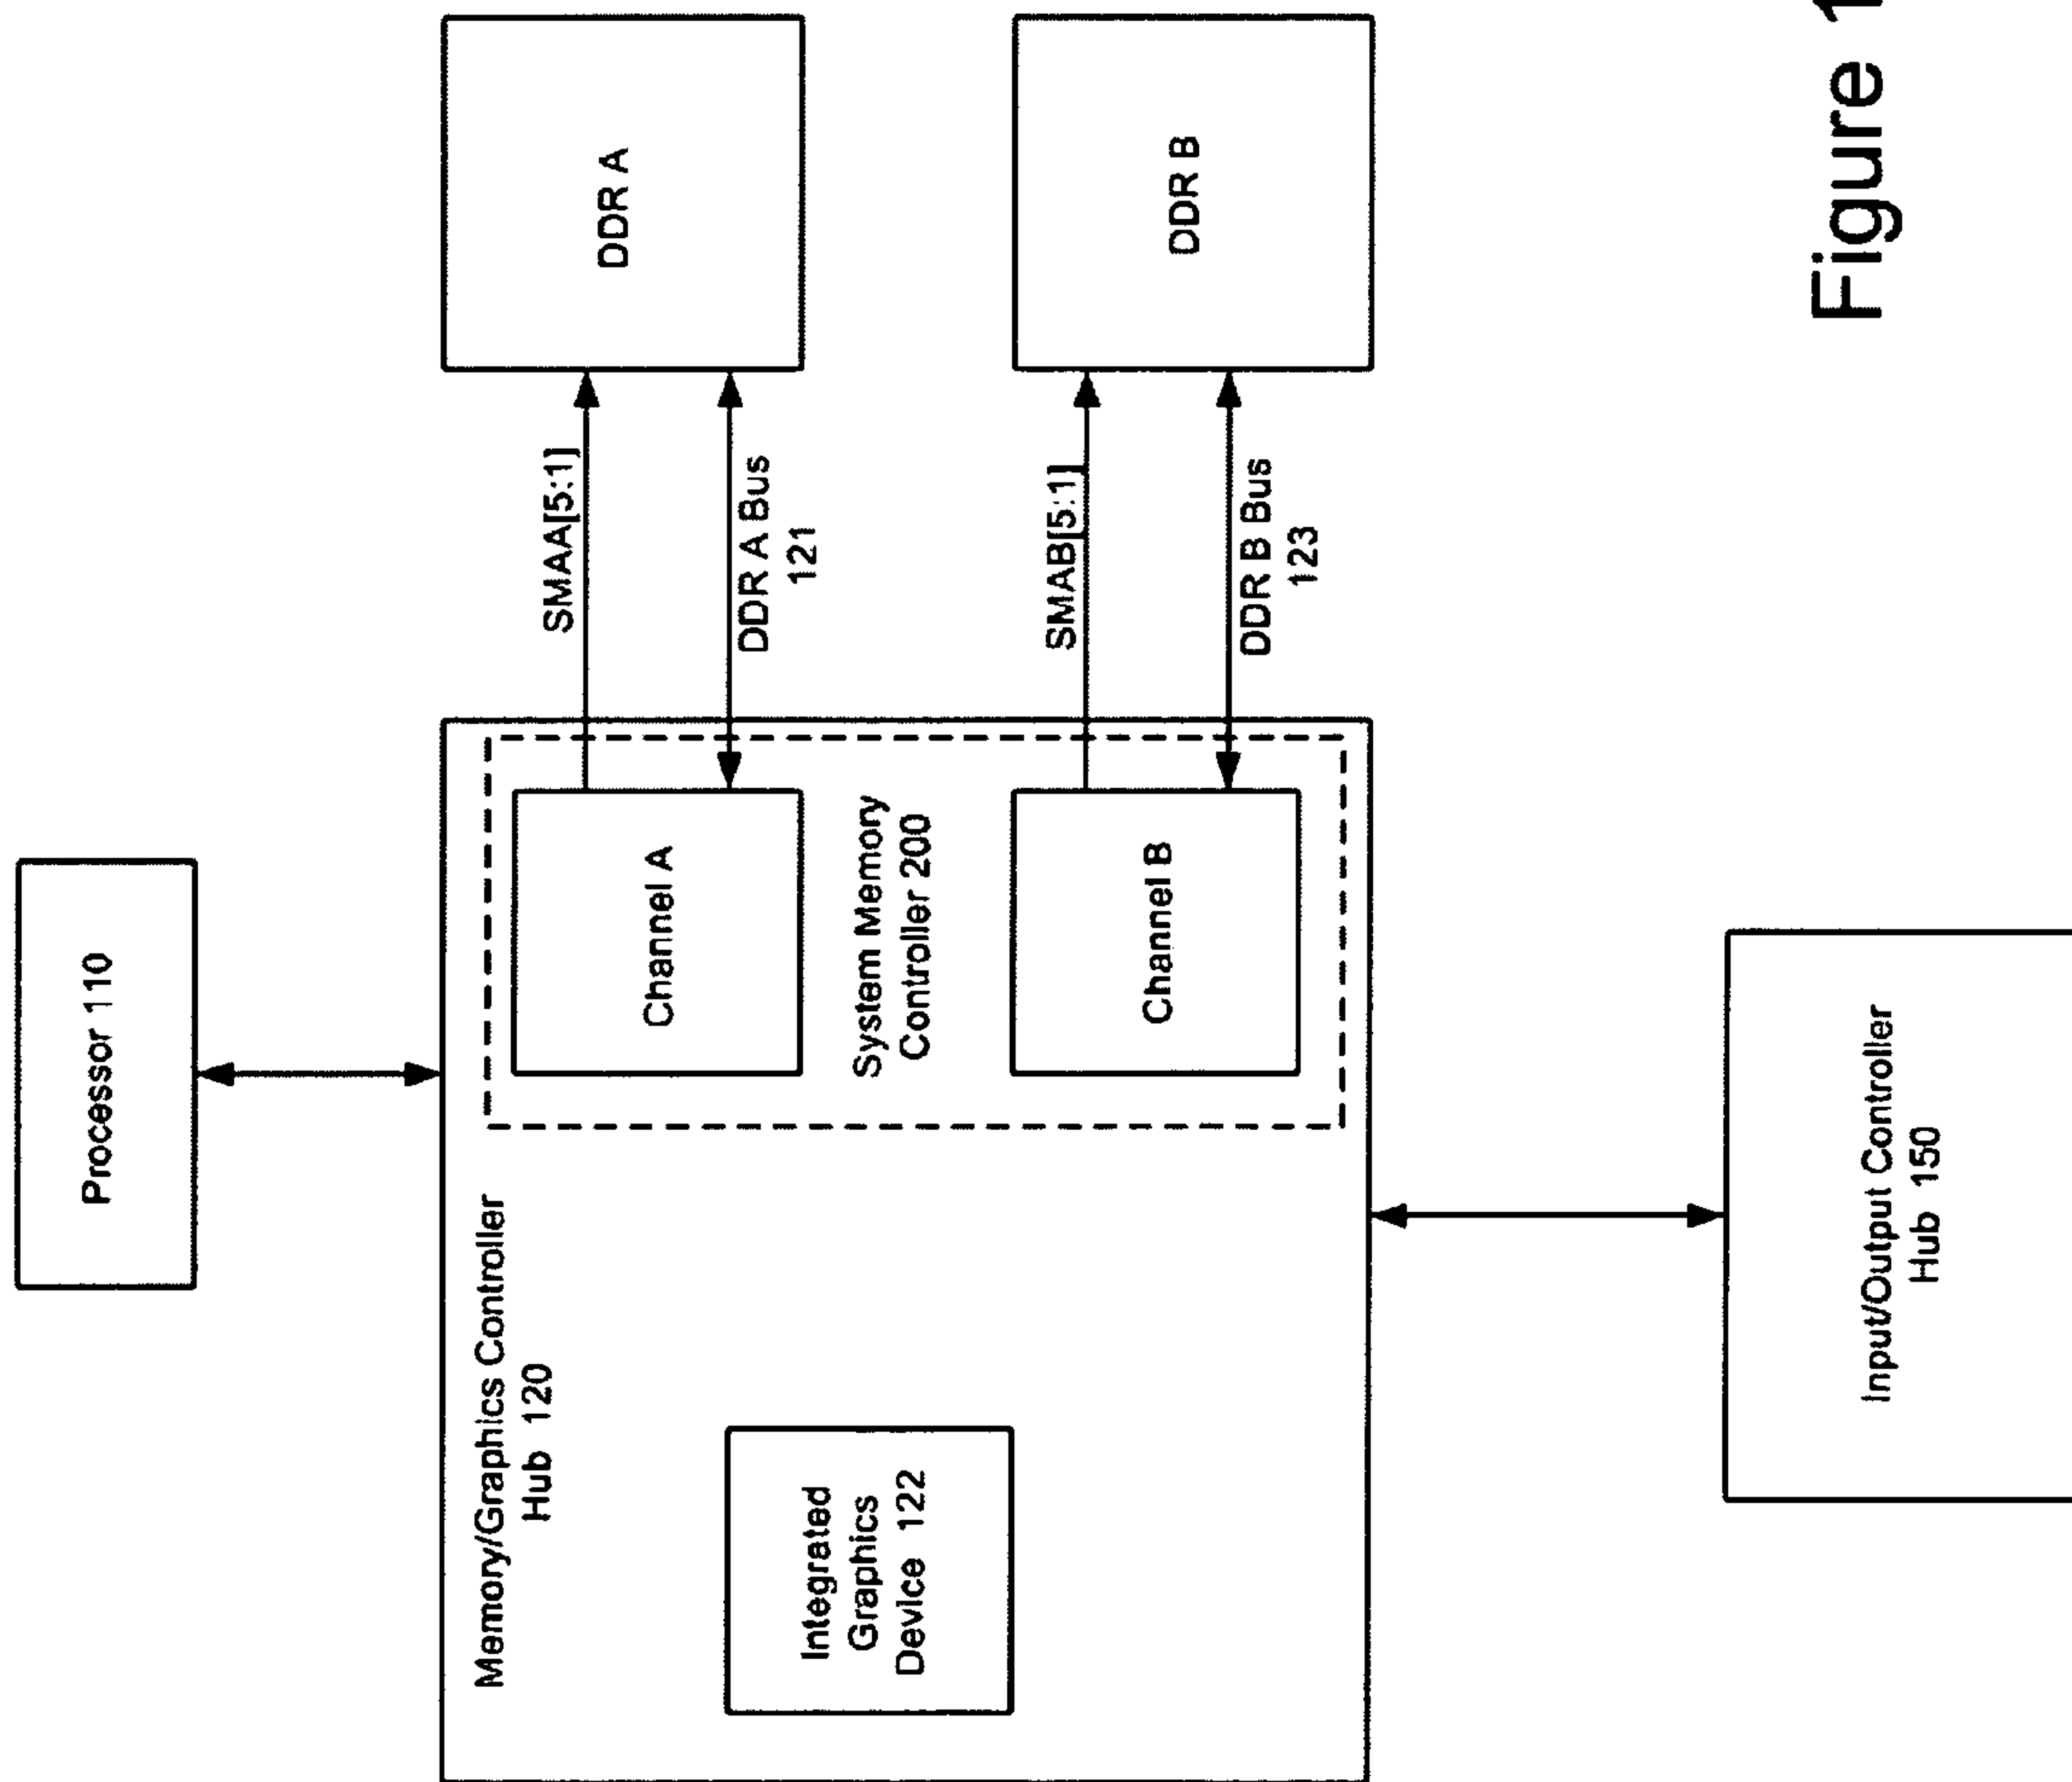 Processor 110
Memory/Graphics Controller
Hub 120
Integrated
Graphics
Device 122
Channel A
System Memory
Controller 200
Channel B
SMAA[5:1]
DDR A Bus
121
SMAB[5:1]
DDR B Bus
123
DDR A
DDR B
Input/Output Controller
Hub 150
Figure 1